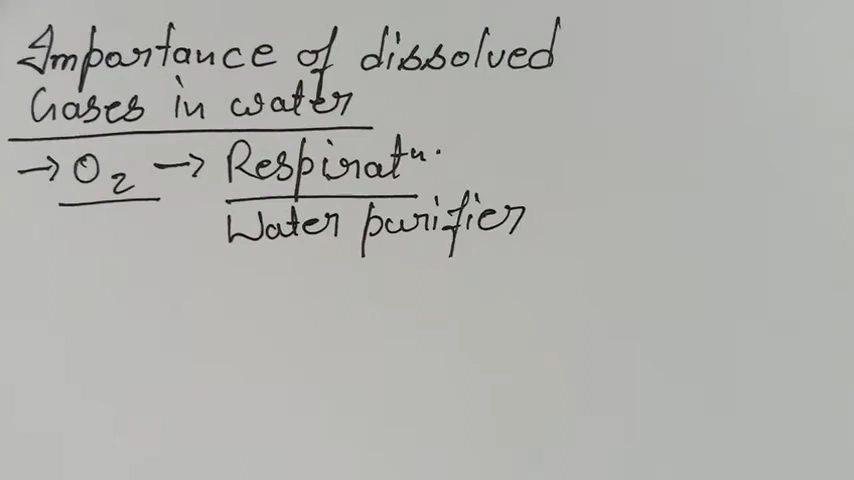 Importance of dissolved
Gases in water
→ O₂ → Respiratⁿ.
Water purifier